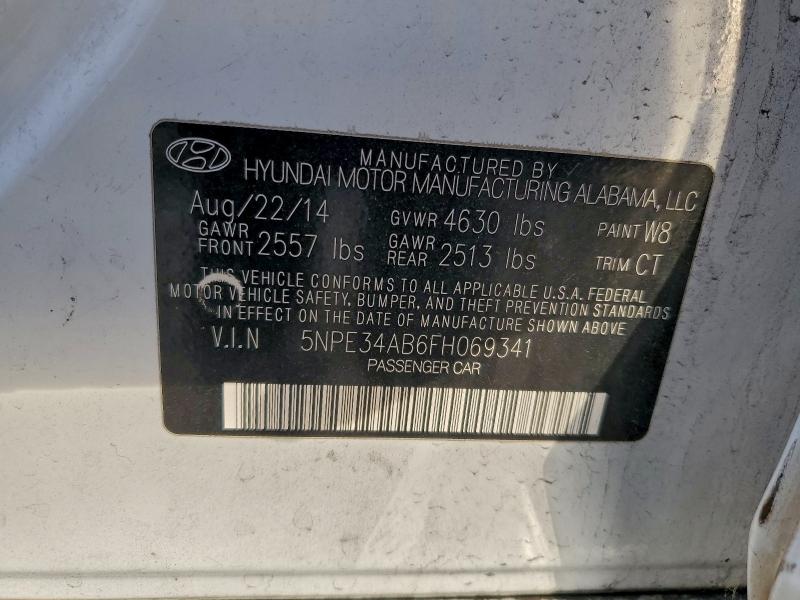 MANUFACTURED BY
HYUNDAI MOTOR MANUFACTURING ALABAMA, LLC
Aug/22/14 GVWR 4630 lbs PAINT W8
GAWR FRONT 2557 lbs GAWR REAR 2513 lbs TRIM CT
THIS VEHICLE CONFORMS TO ALL APPLICABLE U.S.A. FEDERAL
MOTOR VEHICLE SAFETY, BUMPER, AND THEFT PREVENTION STANDARDS
IN EFFECT ON THE DATE OF MANUFACTURE SHOWN ABOVE
V.I.N 5NPE34AB6FH069341
PASSENGER CAR